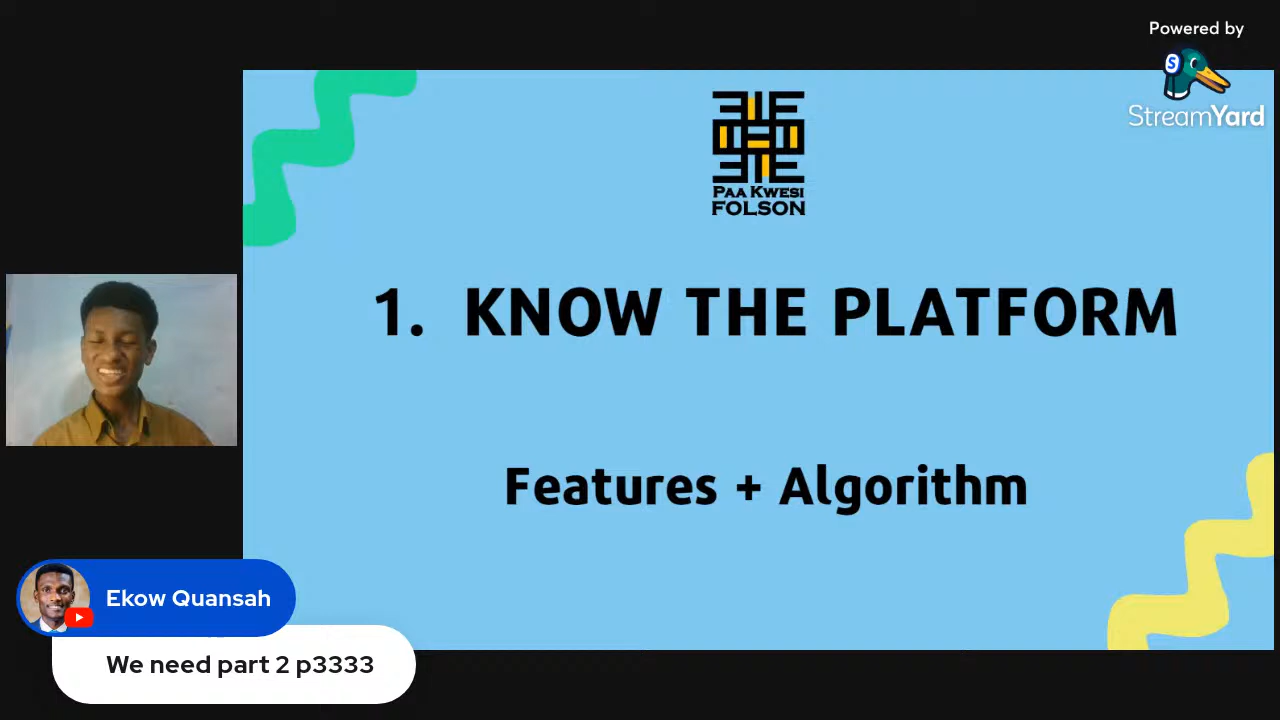 Powered by
StreamYard
PAA KWESI
FOLSON
1. KNOW THE PLATFORM
Features + Algorithm
Ekow Quansah
We need part 2 p3333